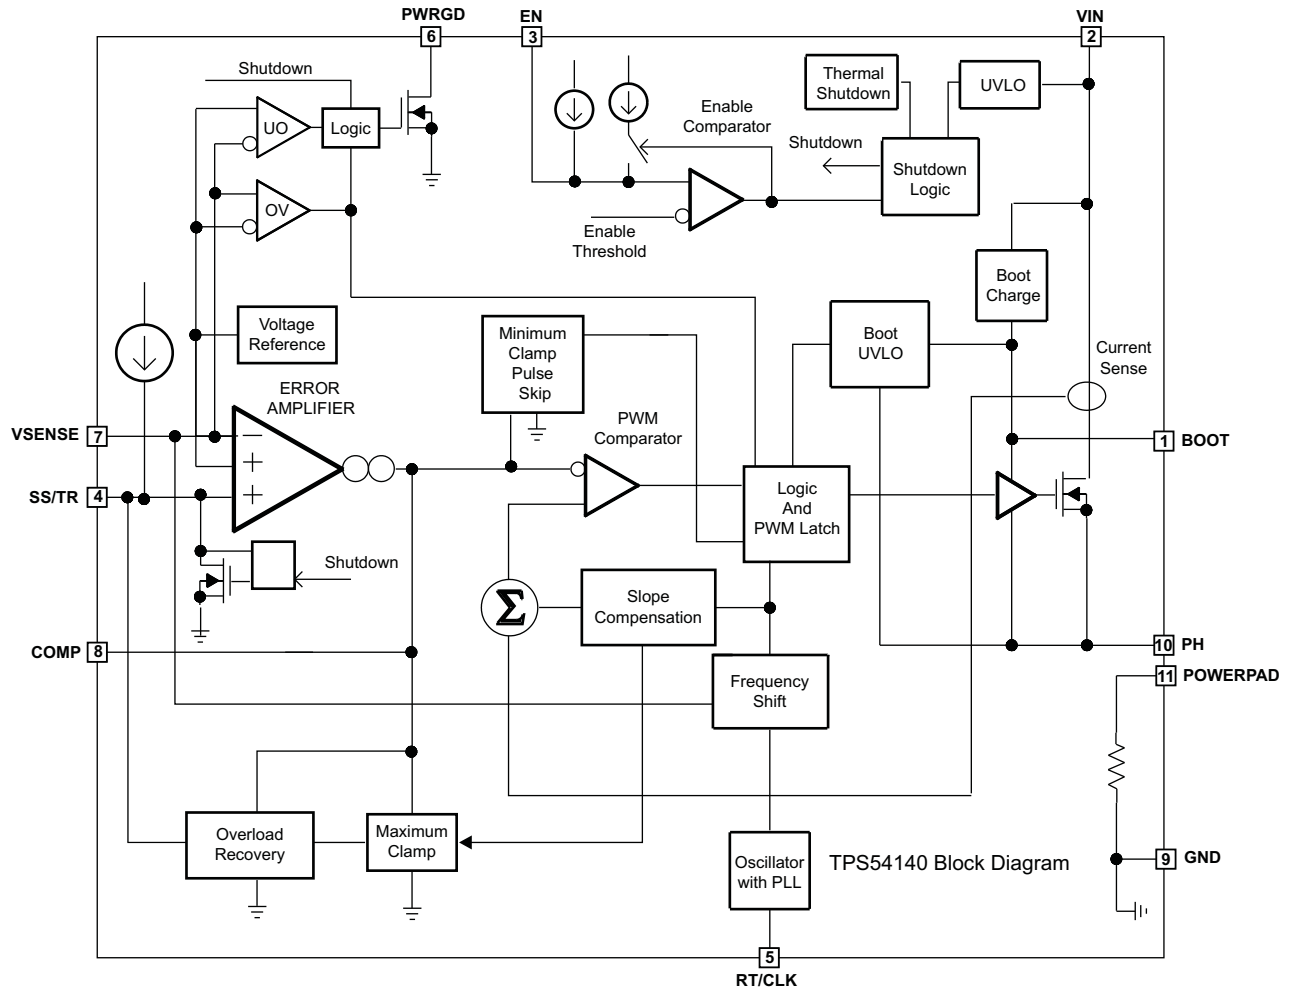 PWRGD
EN
VIN
6
3
2
Shutdown
Thermal
Shutdown
UVLO
Enable
Comparator
UO
Logic
Shutdown
Shutdown
Logic
OV
Enable
Threshold
Boot
Charge
Voltage
Reference
Minimum
Clamp
Pulse
Skip
Boot
UVLO
Current
Sense
ERROR
AMPLIFIER
PWM
Comparator
VSENSE 7
1 BOOT
SS/TR 4
− + +
Logic
And
PWM Latch
Shutdown
Σ
Slope
Compensation
COMP 8
10 PH
11 POWERPAD
Frequency
Shift
Overload
Recovery
Maximum
Clamp
Oscillator
with PLL
TPS54140 Block Diagram
9 GND
5
RT/CLK